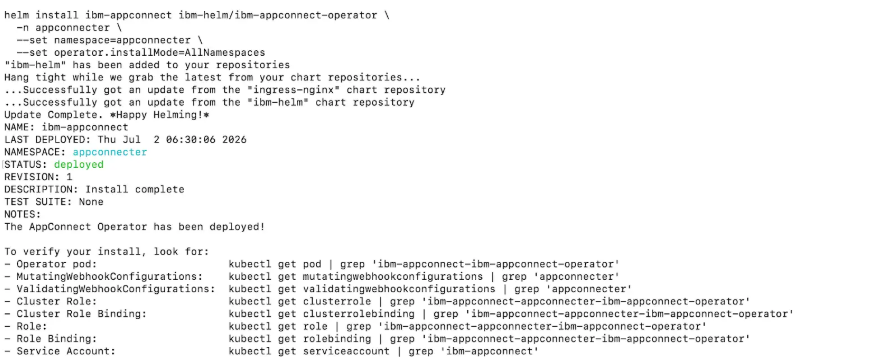 helm install ibm-appconnect ibm-helm/ibm-appconnect-operator \
  -n appconnecter \
  --set namespace=appconnecter \
  --set operator.installMode=AllNamespaces
"ibm-helm" has been added to your repositories
Hang tight while we grab the latest from your chart repositories...
...Successfully got an update from the "ingress-nginx" chart repository
...Successfully got an update from the "ibm-helm" chart repository
Update Complete. *Happy Helming!*
NAME: ibm-appconnect
LAST DEPLOYED: Thu Jul  2 06:30:06 2026
NAMESPACE: appconnecter
STATUS: deployed
REVISION: 1
DESCRIPTION: Install complete
TEST SUITE: None
NOTES:
The AppConnect Operator has been deployed!

To verify your install, look for:
- Operator pod:                   kubectl get pod | grep 'ibm-appconnect-ibm-appconnect-operator'
- MutatingWebhookConfigurations:    kubectl get mutatingwebhookconfigurations | grep 'appconnecter'
- ValidatingWebhookConfigurations:  kubectl get validatingwebhookconfigurations | grep 'appconnecter'
- Cluster Role:                   kubectl get clusterrole | grep 'ibm-appconnect-appconnecter-ibm-appconnect-operator'
- Cluster Role Binding:           kubectl get clusterrolebinding | grep 'ibm-appconnect-appconnecter-ibm-appconnect-operator'
- Role:                           kubectl get role | grep 'ibm-appconnect-appconnecter-ibm-appconnect-operator'
- Role Binding:                   kubectl get rolebinding | grep 'ibm-appconnect-appconnecter-ibm-appconnect-operator'
- Service Account:                kubectl get serviceaccount | grep 'ibm-appconnect'